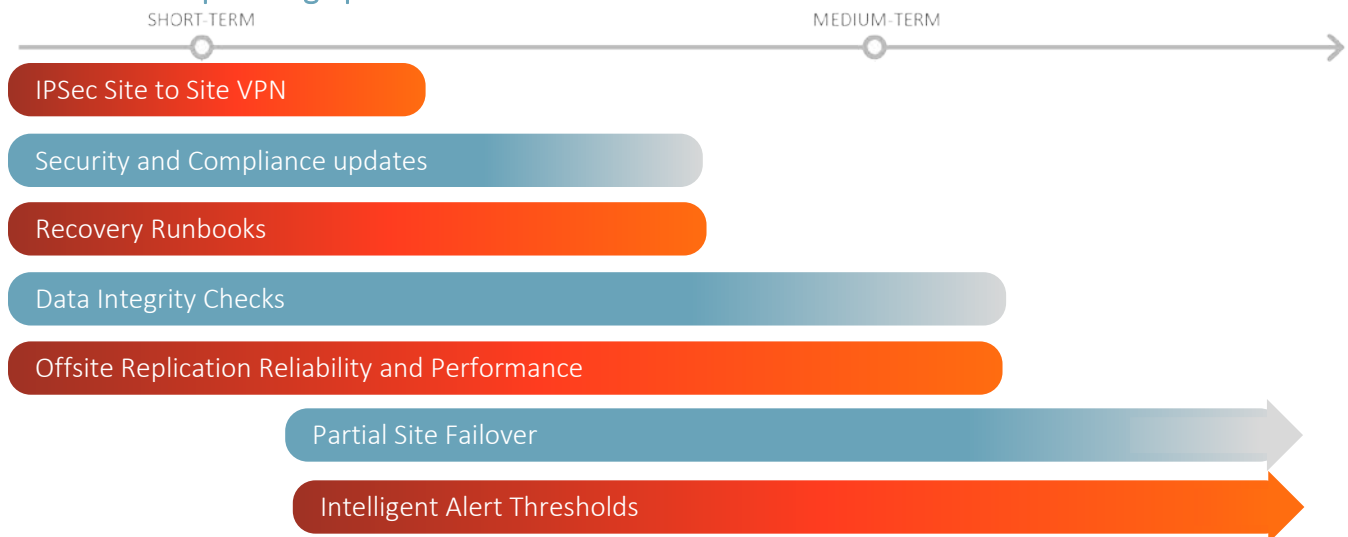 SHORT-TERM
MEDIUM-TERM
IPSec Site to Site VPN
Security and Compliance updates
Recovery Runbooks
Data Integrity Checks
Offsite Replication Reliability and Performance
Partial Site Failover
Intelligent Alert Thresholds